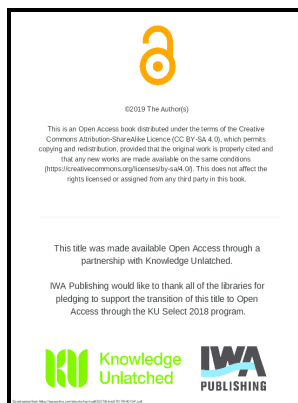 ©2019 The Author(s)
This is an Open Access book distributed under the terms of the Creative
Commons Attribution-ShareAlike Licence (CC BY-SA 4.0), which permits
copying and redistribution, provided that the original work is properly cited and
that any new works are made available on the same conditions
(https://creativecommons.org/licenses/by-sa/4.0/). This does not affect the
rights licensed or assigned from any third party in this book.
This title was made available Open Access through a
partnership with Knowledge Unlatched.
IWA Publishing would like to thank all of the libraries for
pledging to support the transition of this title to Open
Access through the KU Select 2018 program.
KU Knowledge
Unlatched
IWA
PUBLISHING